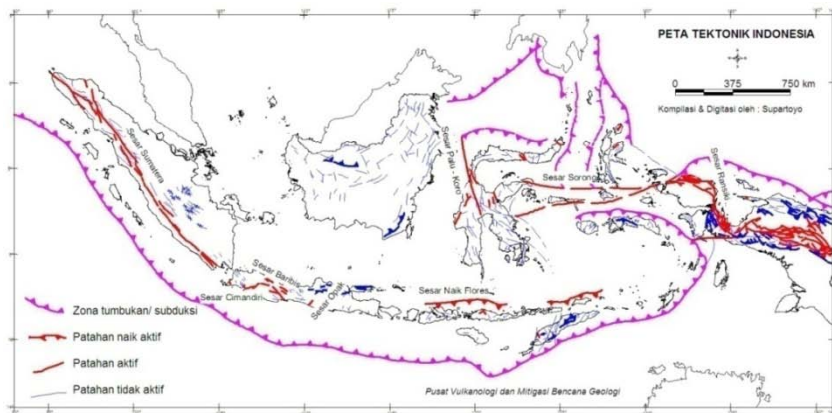 PETA TEKTONIK INDONESIA
0 375 750 km
Kompilasi & Digitasi oleh : Supartoyo
Sesar Sumatera
Sesar Palu - Koro
Sesar Sorong
Sesar Ransiki
Sesar Baribis
Sesar Cimandiri
Sesar Opak
Sesar Naik Flores
Zona tumbukan/ subduksi
Patahan naik aktif
Patahan aktif
Patahan tidak aktif
Pusat Vulkanologi dan Mitigasi Bencana Geologi